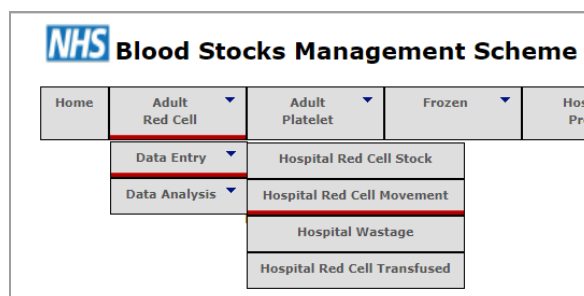 NHS Blood Stocks Management Scheme
Home
Adult
Red Cell
Adult
Platelet
Frozen
Data Entry
Data Analysis
Hospital Red Cell Stock
Hospital Red Cell Movement
Hospital Wastage
Hospital Red Cell Transfused